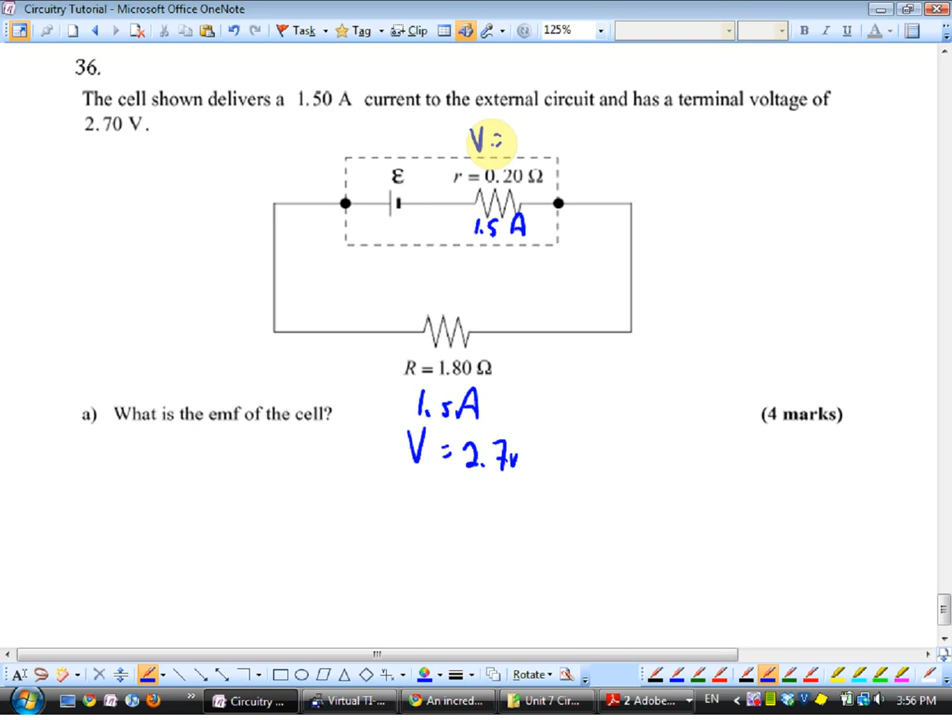 Circuitry Tutorial - Microsoft Office OneNote
Task Tag Clip 125% B I U A
36.
The cell shown delivers a 1.50 A current to the external circuit and has a terminal voltage of
2.70 V.
V =
ε r = 0.20 Ω
1.5 A
R = 1.80 Ω
1.5A
a) What is the emf of the cell? (4 marks)
V = 2.7v
Rotate
Circuitry ... Virtual TI-... An incred... Unit 7 Cir... 2 Adobe... EN 3:56 PM